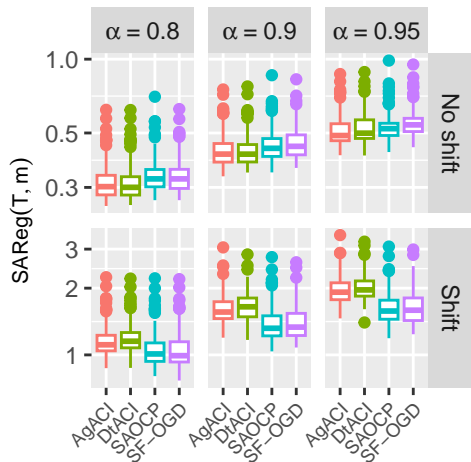 α = 0.8 α = 0.9 α = 0.95
1.0
0.5
0.3
No shift
SAReg(T, m)
3
2
1
Shift
AgACI DtACI SAOCP SF−OGD AgACI DtACI SAOCP SF−OGD AgACI DtACI SAOCP SF−OGD